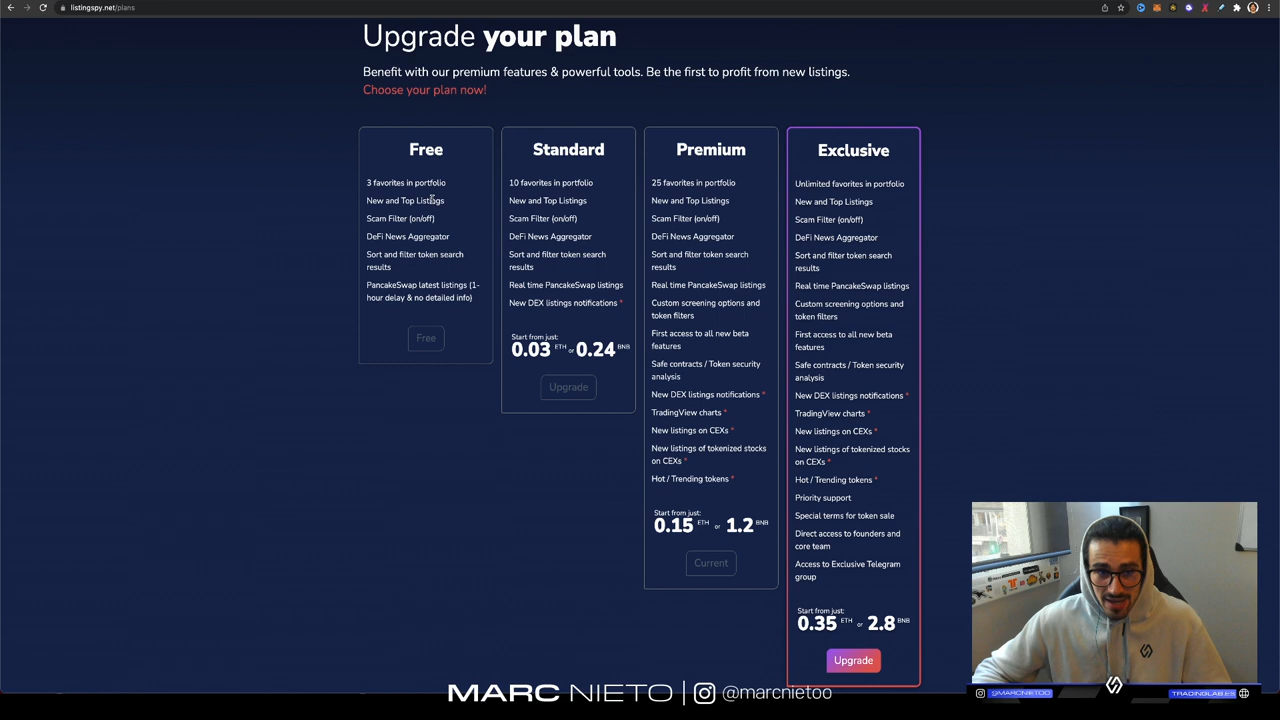 listingspy.net/plans
Upgrade your plan
Benefit with our premium features & powerful tools. Be the first to profit from new listings.
Choose your plan now!
Free
3 favorites in portfolio
New and Top Listings
Scam Filter (on/off)
DeFi News Aggregator
Sort and filter token search
results
PancakeSwap latest listings (1-
hour delay & no detailed info)
Free
Standard
10 favorites in portfolio
New and Top Listings
Scam Filter (on/off)
DeFi News Aggregator
Sort and filter token search
results
Real time PancakeSwap listings
New DEX listings notifications *
Start from just:
0.03 ETH or 0.24 BNB
Upgrade
Premium
25 favorites in portfolio
New and Top Listings
Scam Filter (on/off)
DeFi News Aggregator
Sort and filter token search
results
Real time PancakeSwap listings
Custom screening options and
token filters
First access to all new beta
features
Safe contracts / Token security
analysis
New DEX listings notifications *
TradingView charts *
New listings on CEXs *
New listings of tokenized stocks
on CEXs *
Hot / Trending tokens *
Start from just:
0.15 ETH or 1.2 BNB
Current
Exclusive
Unlimited favorites in portfolio
New and Top Listings
Scam Filter (on/off)
DeFi News Aggregator
Sort and filter token search
results
Real time PancakeSwap listings
Custom screening options and
token filters
First access to all new beta
features
Safe contracts / Token security
analysis
New DEX listings notifications *
TradingView charts *
New listings on CEXs *
New listings of tokenized stocks
on CEXs *
Hot / Trending tokens *
Priority support
Special terms for token sale
Direct access to founders and
core team
Access to Exclusive Telegram
group
Start from just:
0.35 ETH or 2.8 BNB
Upgrade
MARC NIETO | @marcnietoo
@MARCNIETOO
TRADINGLAB.ES